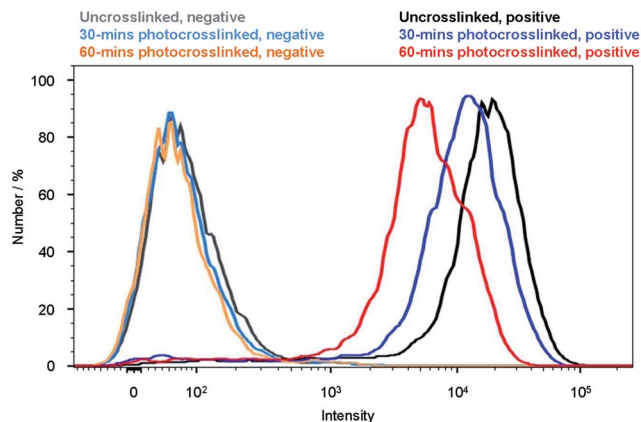 Uncrosslinked, negative
30-mins photocrosslinked, negative
60-mins photocrosslinked, negative
Uncrosslinked, positive
30-mins photocrosslinked, positive
60-mins photocrosslinked, positive
Number / %
100
80
60
40
20
0
0 10² 10³ 10⁴ 10⁵
Intensity